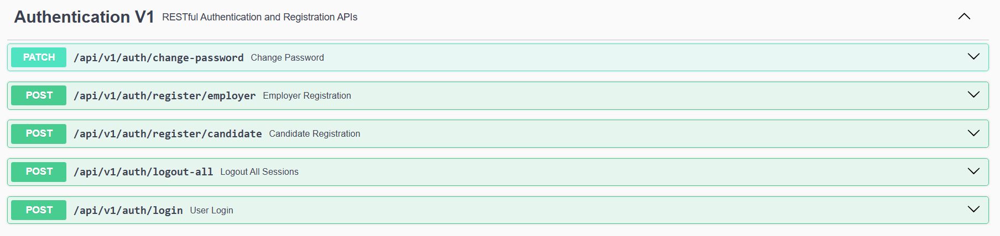 Authentication V1 RESTful Authentication and Registration APIs
PATCH /api/v1/auth/change-password Change Password
POST /api/v1/auth/register/employer Employer Registration
POST /api/v1/auth/register/candidate Candidate Registration
POST /api/v1/auth/logout-all Logout All Sessions
POST /api/v1/auth/login User Login